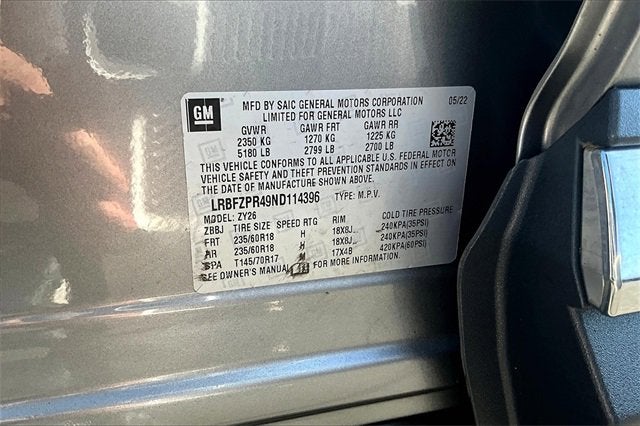 GM
MFD BY SAIC GENERAL MOTORS CORPORATION 05/22
LIMITED FOR GENERAL MOTORS LLC
GVWR GAWR FRT GAWR RR
2350 KG 1270 KG 1225 KG
5180 LB 2799 LB 2700 LB
THIS VEHICLE CONFORMS TO ALL APPLICABLE U.S. FEDERAL MOTOR
VEHICLE SAFETY AND THEFT PREVENTION STANDARDS IN EFFECT ON
THE DATE OF MANUFACTURE SHOWN ABOVE.
LRBFZPR49ND114396 TYPE: M.P.V.
MODEL: ZY26
ZBBJ TIRE SIZE SPEED RTG RIM COLD TIRE PRESSURE
FRT 235/60R18 H 18X8J 240KPA(35PSI)
RR 235/60R18 H 18X8J 240KPA(35PSI)
SPA T145/70R17 M 17X4B 420KPA(60PSI)
SEE OWNER'S MANUAL FOR MORE INFORMATION.